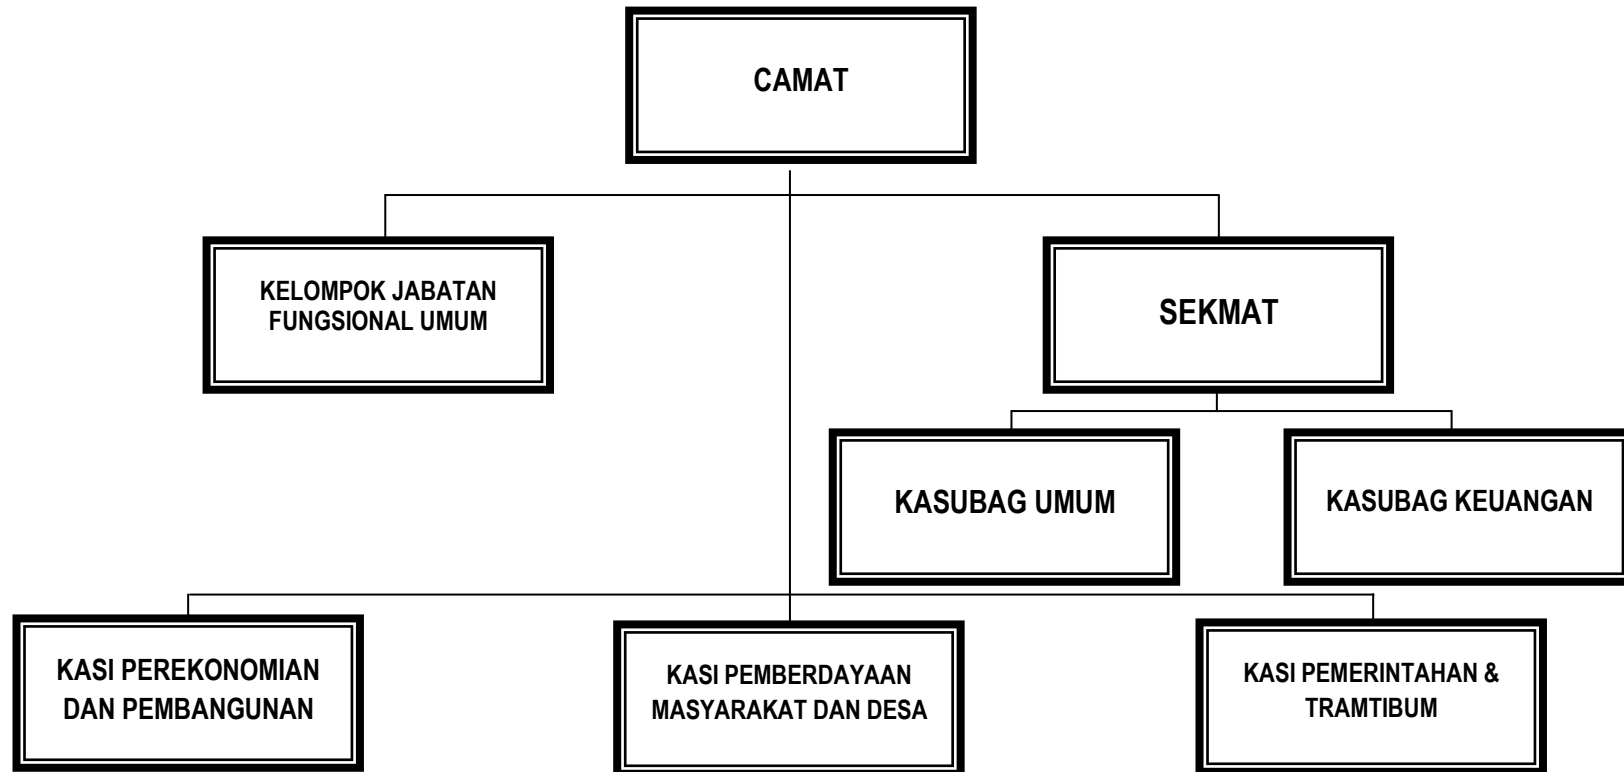 CAMAT
KELOMPOK JABATAN
FUNGSIONAL UMUM
SEKMAT
KASUBAG UMUM
KASUBAG KEUANGAN
KASI PEREKONOMIAN
DAN PEMBANGUNAN
KASI PEMBERDAYAAN
MASYARAKAT DAN DESA
KASI PEMERINTAHAN &
TRAMTIBUM